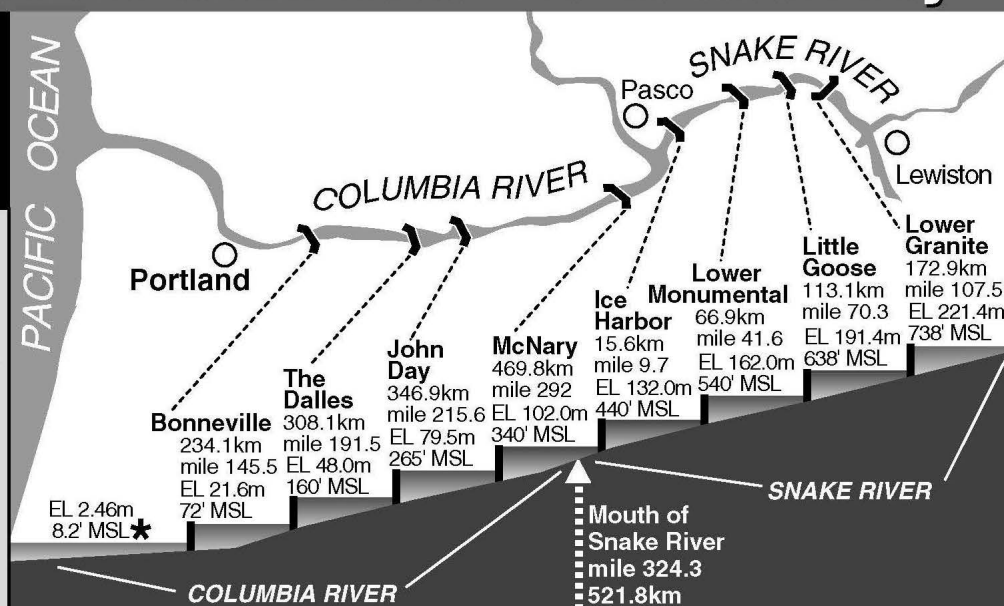 PACIFIC OCEAN
COLUMBIA RIVER
SNAKE RIVER
Pasco
Lewiston
Portland
EL 2.46m
8.2' MSL*
Bonneville
234.1km
mile 145.5
EL 21.6m
72' MSL
The
Dalles
308.1km
mile 191.5
EL 48.0m
160' MSL
John
Day
346.9km
mile 215.6
EL 79.5m
265' MSL
McNary
469.8km
mile 292
EL 102.0m
340' MSL
Ice
Harbor
15.6km
mile 9.7
EL 132.0m
440' MSL
Lower
Monumental
66.9km
mile 41.6
EL 162.0m
540' MSL
Little
Goose
113.1km
mile 70.3
EL 191.4m
638' MSL
Lower
Granite
172.9km
mile 107.5
EL 221.4m
738' MSL
SNAKE RIVER
Mouth of
Snake River
mile 324.3
521.8km
COLUMBIA RIVER